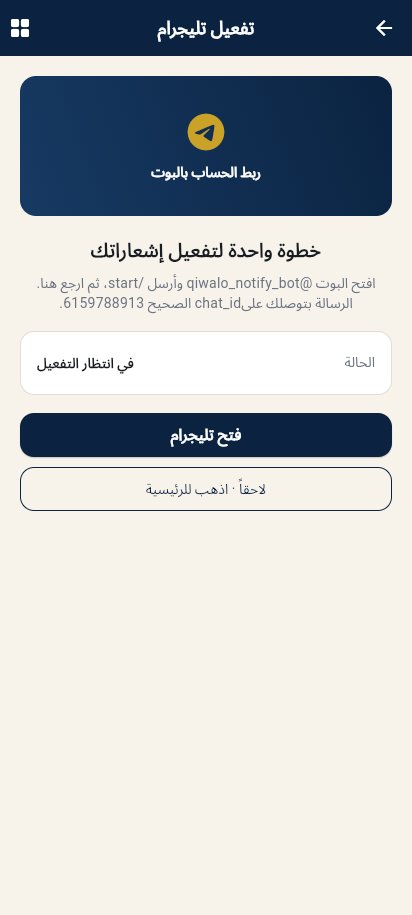 تفعيل تليجرام
ربط الحساب بالبوت
خطوة واحدة لتفعيل إشعاراتك
افتح البوت @qiwalo_notify_bot وأرسل /start، ثم ارجع هنا.
الرسالة بتوصلك علىchat_id الصحيح 6159788913.
الحالة
في انتظار التفعيل
فتح تليجرام
لاحقاً · اذهب للرئيسية